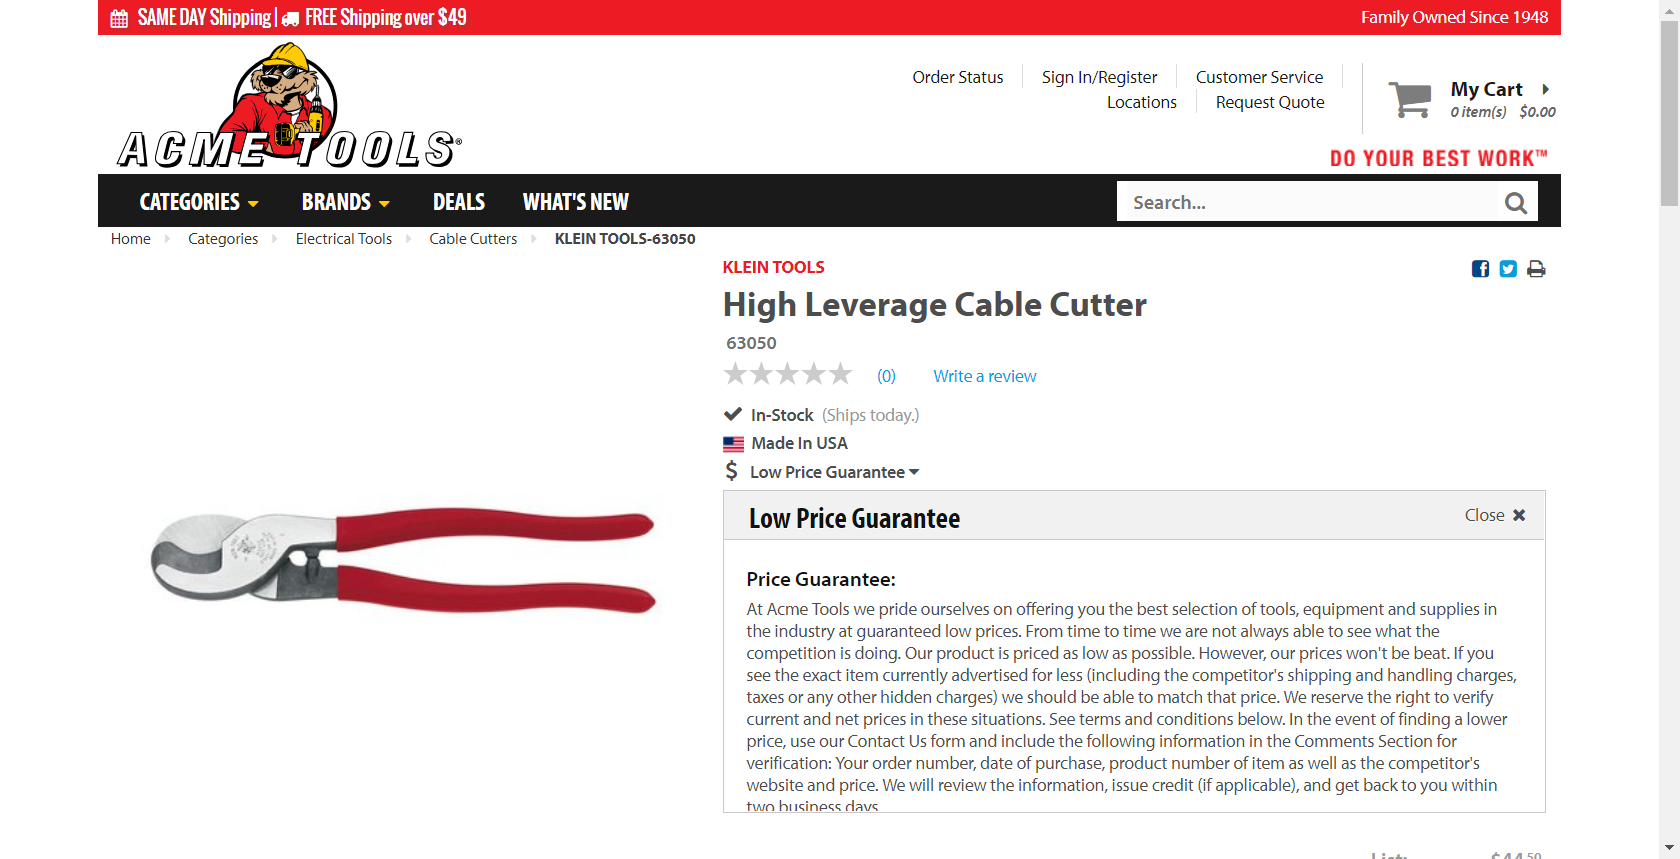 SAME DAY Shipping | FREE Shipping over $49
Family Owned Since 1948
ACME TOOLS®
Order Status
Sign In/Register
Customer Service
Locations
Request Quote
My Cart
0 item(s) $0.00
DO YOUR BEST WORK™
CATEGORIES
BRANDS
DEALS
WHAT'S NEW
Search...
Home
Categories
Electrical Tools
Cable Cutters
KLEIN TOOLS-63050
KLEIN TOOLS
High Leverage Cable Cutter
63050
(0)
Write a review
In-Stock (Ships today.)
Made In USA
$ Low Price Guarantee
Low Price Guarantee
Close
Price Guarantee:
At Acme Tools we pride ourselves on offering you the best selection of tools, equipment and supplies in
the industry at guaranteed low prices. From time to time we are not always able to see what the
competition is doing. Our product is priced as low as possible. However, our prices won't be beat. If you
see the exact item currently advertised for less (including the competitor's shipping and handling charges,
taxes or any other hidden charges) we should be able to match that price. We reserve the right to verify
current and net prices in these situations. See terms and conditions below. In the event of finding a lower
price, use our Contact Us form and include the following information in the Comments Section for
verification: Your order number, date of purchase, product number of item as well as the competitor's
website and price. We will review the information, issue credit (if applicable), and get back to you within
two business days.
List: $44.50